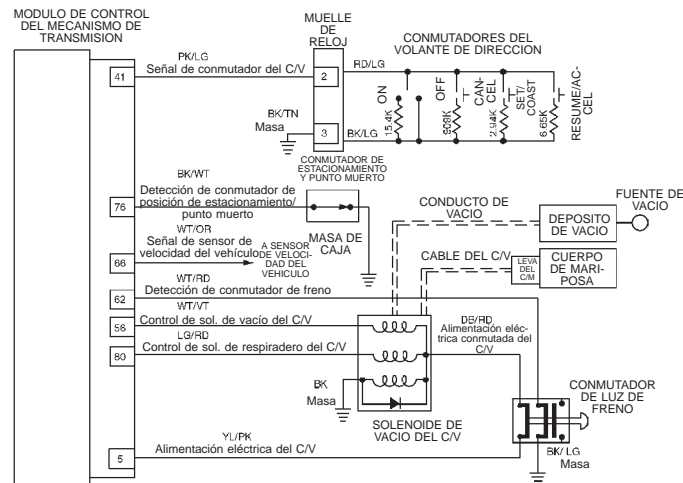 MODULO DE CONTROL
DEL MECANISMO DE
TRANSMISION
MUELLE
DE
RELOJ
CONMUTADORES DEL
VOLANTE DE DIRECCION
PK/LG
41
Señal de conmutador del C/V
2
RD/LG
ON
15.4K
OFF
909K
CAN-
CEL
2.94K
SET/
COAST
6.65K
RESUME/AC-
CEL
BK/TN
Masa
3
BK/LG
CONMUTADOR DE
ESTACIONAMIENTO
Y PUNTO MUERTO
BK/WT
76
Detección de conmutador de
posición de estacionamiento/
punto muerto
MASA DE
CAJA
WT/OR
66
Señal de sensor de
velocidad del vehículo
A SENSOR
DE VELOCI-
DAD DEL
VEHICULO
CONDUCTO DE
VACIO
DEPOSITO
DE VACIO
FUENTE DE
VACIO
CABLE DEL C/V
LEVA
DEL
C/M
CUERPO
DE MARI-
POSA
WT/RD
62
Detección de conmutador de freno
WT/VT
56
Control de sol. de vacío del C/V
LG/RD
80
Control de sol. de respiradero del C/V
DB/RD
Alimentación eléc-
trica conmutada del
C/V
BK
Masa
SOLENOIDE DE
VACIO DEL C/V
CONMUTADOR
DE LUZ DE
FRENO
BK/ LG
Masa
YL/PK
5
Alimentación eléctrica del C/V